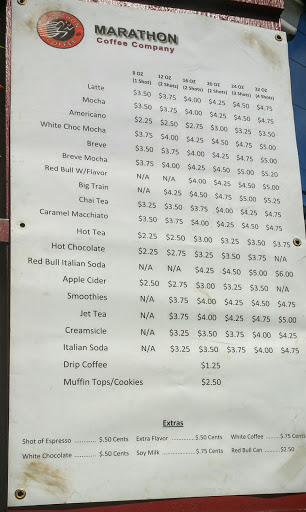 MARATHON
Coffee Company
MARATHON COFFEE
8 OZ 12 OZ 16 OZ 20 OZ 24 OZ 32 OZ
(1 Shot) (2 Shots) (2 Shots) (3 Shots) (3 Shots) (4 Shots)
Latte $3.50 $3.75 $4.00 $4.25 $4.50 $4.75
Mocha $3.75 $4.00 $4.25 $4.50 $4.75
Americano $2.25 $2.50 $2.75 $3.00 $3.25 $3.50
White Choc Mocha $3.75 $4.00 $4.25 $4.50 $4.75
Breve $3.50 $3.75 $4.00 $4.25 $4.75 $5.00
Breve Mocha $3.75 $4.00 $4.25 $4.50 $5.00 $5.20
Red Bull W/Flavor N/A N/A $4.00 $4.25 $4.50 $5.00
Big Train N/A $4.25 $4.50 $4.75 $5.00 $5.25
Chai Tea $3.25 $3.50 $3.75 $4.00 $4.25 $4.75
Caramel Macchiato $3.50 $3.75 $4.00 $4.25 $4.50 $4.75
Hot Tea $2.25 $2.50 $3.00 $3.25 $3.50 $3.75
Hot Chocolate $2.25 $2.75 $3.25 $3.50 $3.75 N/A
Red Bull Italian Soda N/A N/A $4.25 $4.50 $5.00 $6.00
Apple Cider $2.50 $2.75 $3.00 $3.25 $3.50 N/A
Smoothies N/A $3.75 $4.00 $4.25 $4.50 $4.75
Jet Tea N/A $3.75 $4.00 $4.25 $4.75 $5.00
Creamsicle N/A $3.25 $3.50 $3.75 $4.00 $4.25
Italian Soda N/A $3.25 $3.50 $3.75 $4.00 $4.75
Drip Coffee $1.25
Muffin Tops/Cookies $2.50
Extras
Shot of Espresso ............ $.50 Cents Extra Flavor ............ $.50 Cents White Coffee ..... $.75 Cents
White Chocolate ............ $.50 Cents Soy Milk ............ $.75 Cents Red Bull Can ..... $2.50